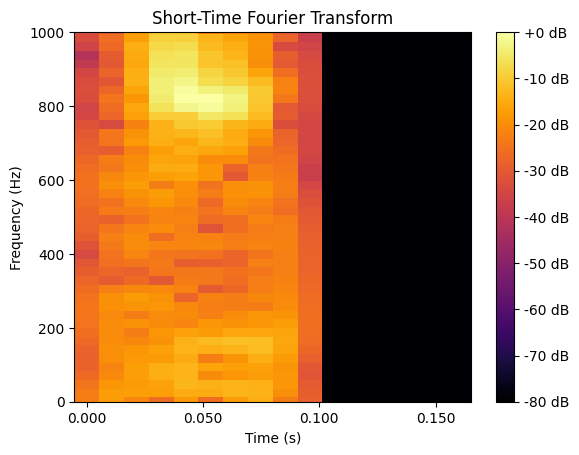 Short-Time Fourier Transform
1000
800
600
400
200
0
Frequency (Hz)
0.000
0.050
0.100
0.150
Time (s)
+0 dB
-10 dB
-20 dB
-30 dB
-40 dB
-50 dB
-60 dB
-70 dB
-80 dB